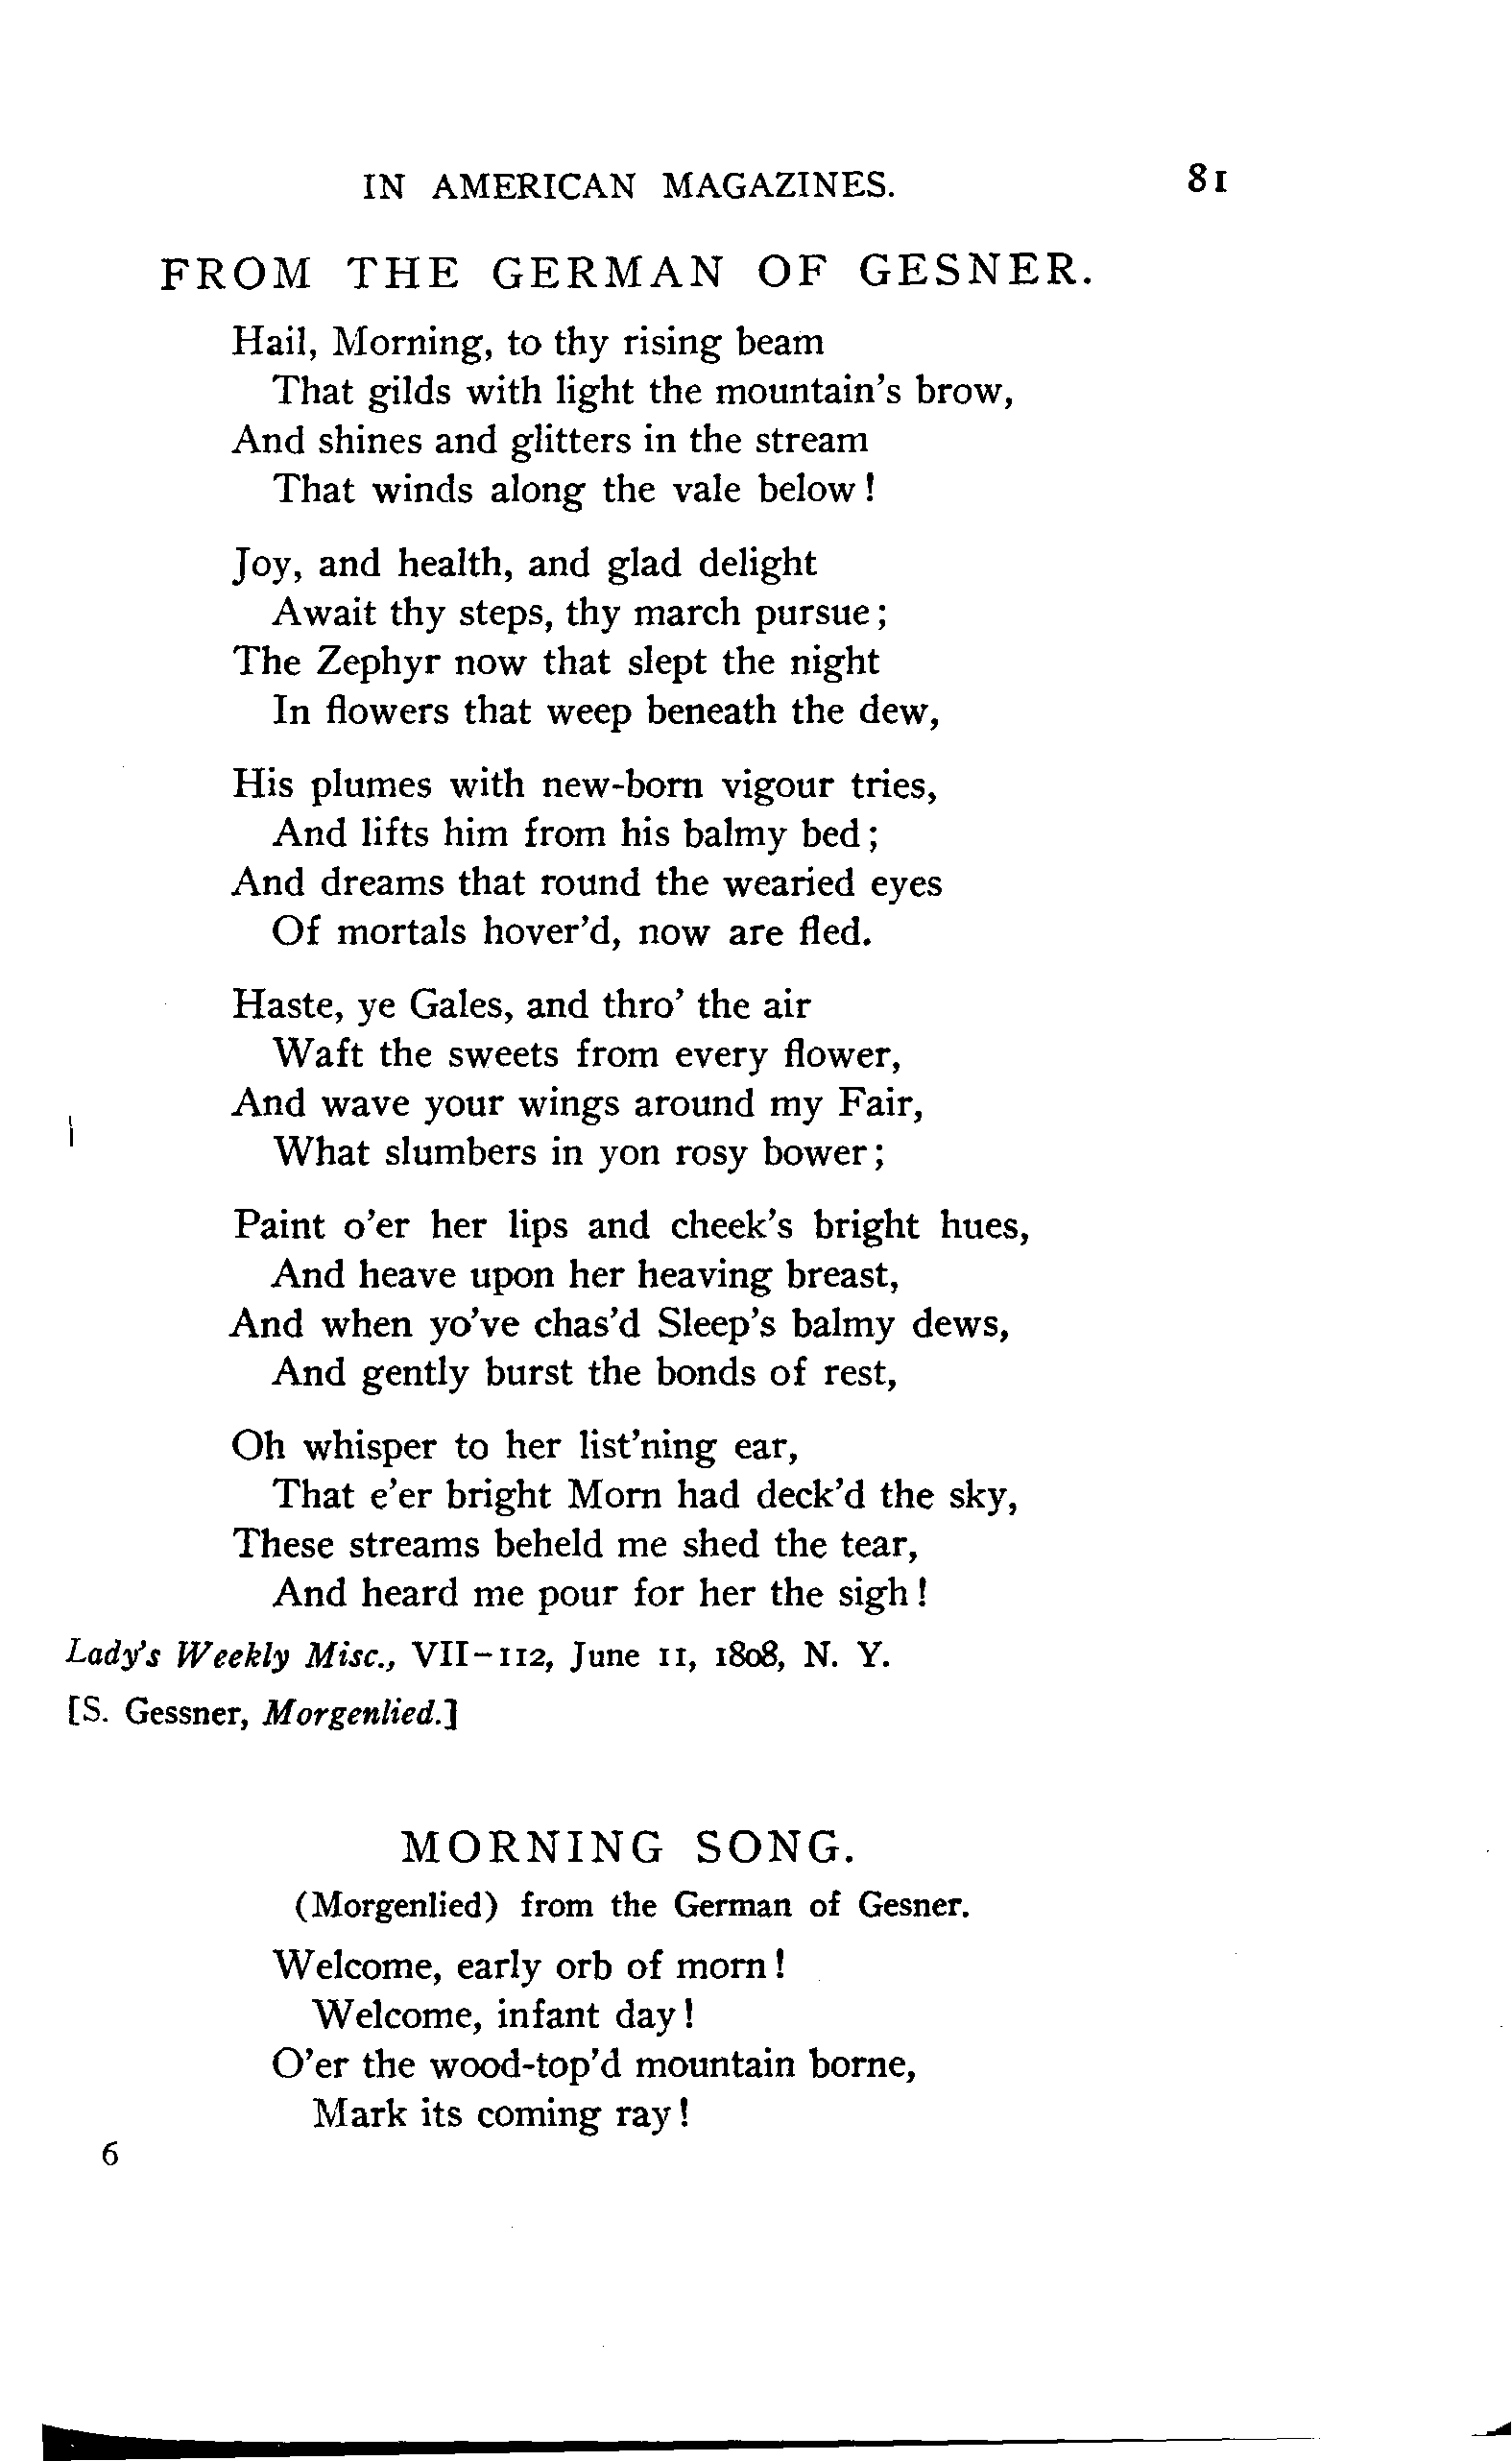 IN AMERICAN MAGAZINES. 81
FROM THE GERMAN OF GESNER.
Hail, Morning, to thy rising beam
That gilds with light the mountain's brow,
And shines and glitters in the stream
That winds along the vale below!
Joy, and health, and glad delight
Await thy steps, thy march pursue;
The Zephyr now that slept the night
In flowers that weep beneath the dew,
His plumes with new-born vigour tries,
And lifts him from his balmy bed;
And dreams that round the wearied eyes
Of mortals hover'd, now are fled.
Haste, ye Gales, and thro' the air
Waft the sweets from every flower,
And wave your wings around my Fair,
What slumbers in yon rosy bower;
Paint o'er her lips and cheek's bright hues,
And heave upon her heaving breast,
And when yo've chas'd Sleep's balmy dews,
And gently burst the bonds of rest,
Oh whisper to her list'ning ear,
That e'er bright Morn had deck'd the sky,
These streams beheld me shed the tear,
And heard me pour for her the sigh!
Lady's Weekly Misc., VII-112, June 11, 1808, N. Y.
[S. Gessner, Morgenlied.]
MORNING SONG.
(Morgenlied) from the German of Gesner.
Welcome, early orb of morn!
Welcome, infant day!
O'er the wood-top'd mountain borne,
Mark its coming ray!
6